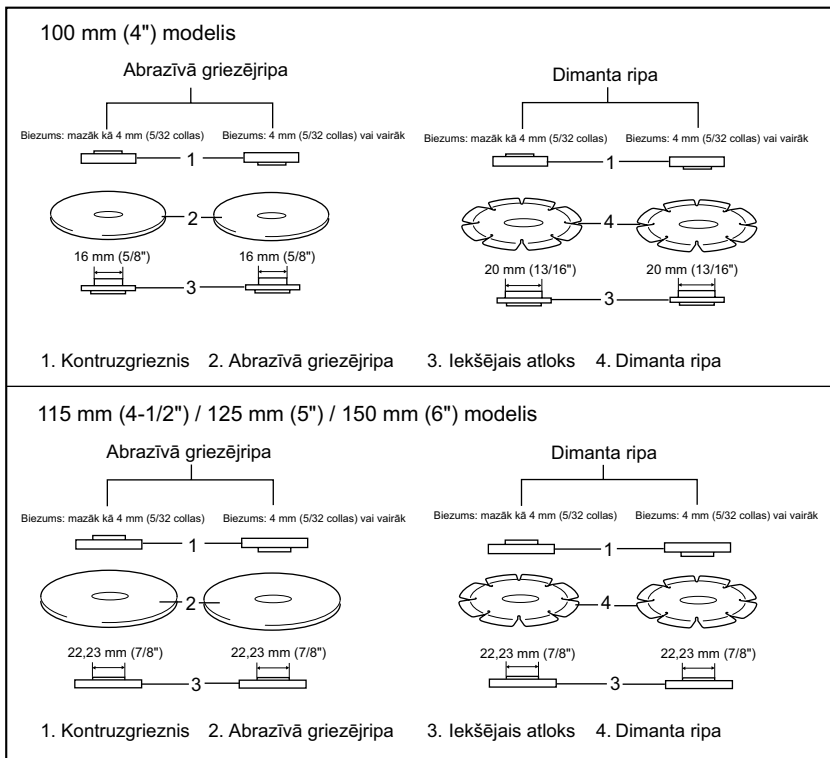 100 mm (4") modelis
Abrazīvā griezējripa
Dimanta ripa
Biezums: mazāk kā 4 mm (5/32 collas) Biezums: 4 mm (5/32 collas) vai vairāk
Biezums: mazāk kā 4 mm (5/32 collas) Biezums: 4 mm (5/32 collas) vai vairāk
1 1
2 4
16 mm (5/8") 16 mm (5/8") 20 mm (13/16") 20 mm (13/16")
3 3
1. Kontruzgrieznis 2. Abrazīvā griezējripa 3. Iekšējais atloks 4. Dimanta ripa
115 mm (4-1/2") / 125 mm (5") / 150 mm (6") modelis
Abrazīvā griezējripa
Dimanta ripa
Biezums: mazāk kā 4 mm (5/32 collas) Biezums: 4 mm (5/32 collas) vai vairāk
Biezums: mazāk kā 4 mm (5/32 collas) Biezums: 4 mm (5/32 collas) vai vairāk
1 1
2 4
22,23 mm (7/8") 22,23 mm (7/8") 22,23 mm (7/8") 22,23 mm (7/8")
3 3
1. Kontruzgrieznis 2. Abrazīvā griezējripa 3. Iekšējais atloks 4. Dimanta ripa